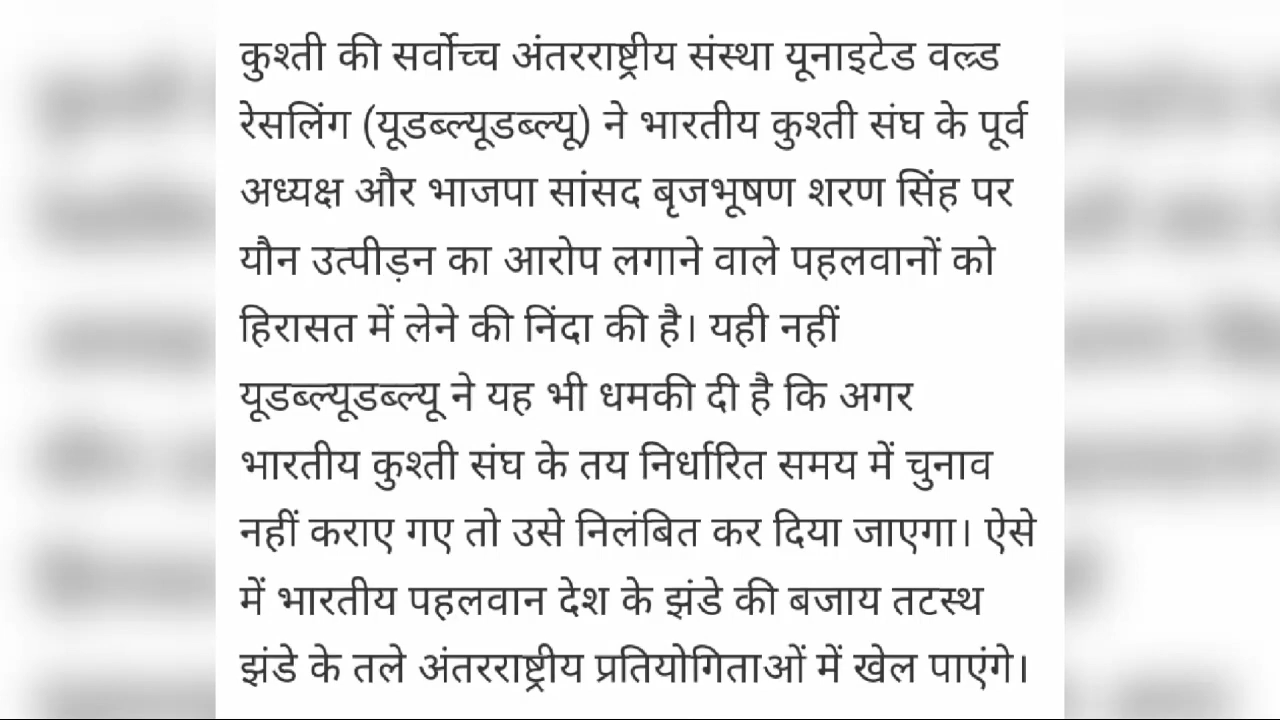 कुश्ती की सर्वोच्च अंतरराष्ट्रीय संस्था यूनाइटेड वल्र्ड
रेसलिंग (यूडब्ल्यूडब्ल्यू) ने भारतीय कुश्ती संघ के पूर्व
अध्यक्ष और भाजपा सांसद बृजभूषण शरण सिंह पर
यौन उत्पीड़न का आरोप लगाने वाले पहलवानों को
हिरासत में लेने की निंदा की है। यही नहीं
यूडब्ल्यूडब्ल्यू ने यह भी धमकी दी है कि अगर
भारतीय कुश्ती संघ के तय निर्धारित समय में चुनाव
नहीं कराए गए तो उसे निलंबित कर दिया जाएगा। ऐसे
में भारतीय पहलवान देश के झंडे की बजाय तटस्थ
झंडे के तले अंतरराष्ट्रीय प्रतियोगिताओं में खेल पाएंगे।